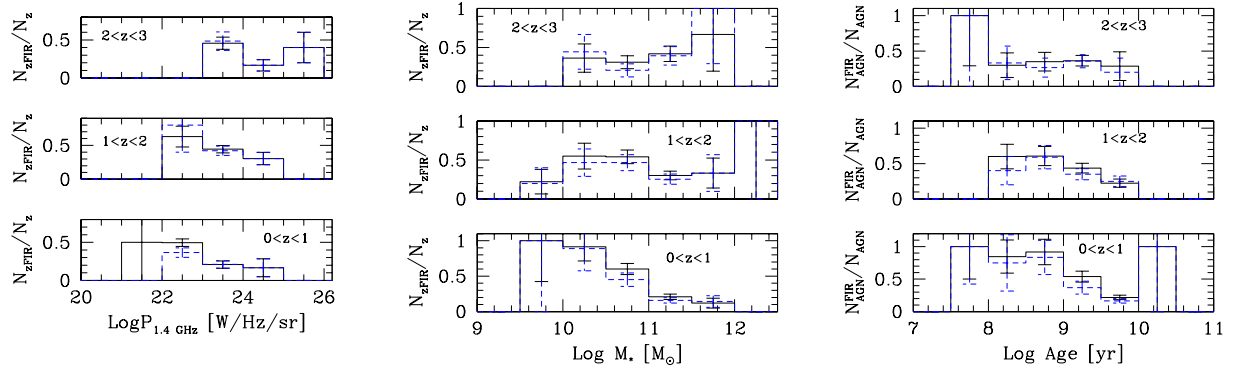 N_zFIR/N_z
0.5
0
2<z<3
N_zFIR/N_z
0.5
0
1<z<2
N_zFIR/N_z
0.5
0
0<z<1
20 22 24 26
LogP_1.4 GHz [W/Hz/sr]
N_zFIR/N_z
1
0.5
0
2<z<3
N_zFIR/N_z
1
0.5
0
1<z<2
N_zFIR/N_z
1
0.5
0
0<z<1
9 10 11 12
Log M_* [M_⊙]
N^FIR_AGN/N_AGN
1
0.5
0
2<z<3
N^FIR_AGN/N_AGN
1
0.5
0
1<z<2
N^FIR_AGN/N_AGN
1
0.5
0
0<z<1
7 8 9 10 11
Log Age [yr]